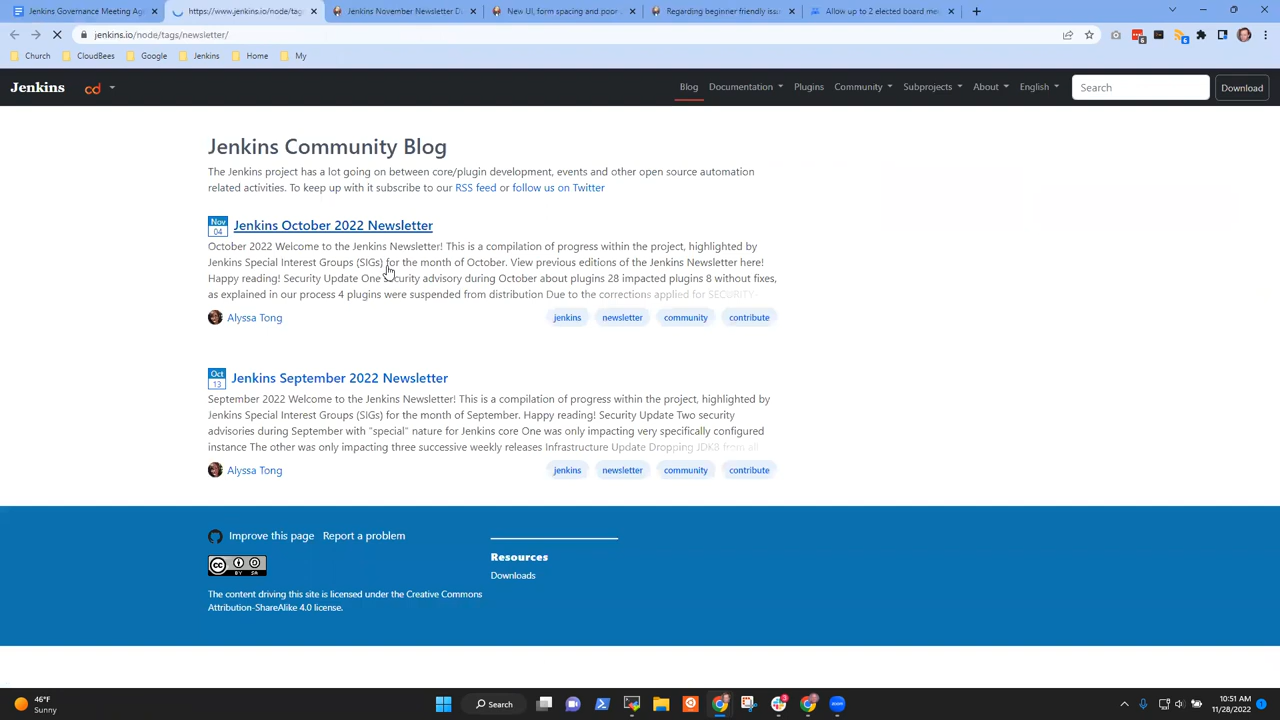 Jenkins Governance Meeting Age
https://www.jenkins.io/node/tag
Jenkins November Newsletter D
New UI, form spacing and poor
Regarding beginner friendly issu
Allow up to 2 elected board me
jenkins.io/node/tags/newsletter/
Church
CloudBees
Google
Jenkins
Home
My
Jenkins
cd
Blog
Documentation
Plugins
Community
Subprojects
About
English
Search
Download
Jenkins Community Blog
The Jenkins project has a lot going on between core/plugin development, events and other open source automation
related activities. To keep up with it subscribe to our RSS feed or follow us on Twitter
Nov
04
Jenkins October 2022 Newsletter
October 2022 Welcome to the Jenkins Newsletter! This is a compilation of progress within the project, highlighted by
Jenkins Special Interest Groups (SIGs) for the month of October. View previous editions of the Jenkins Newsletter here!
Happy reading! Security Update One Security advisory during October about plugins 28 impacted plugins 8 without fixes,
as explained in our process 4 plugins were suspended from distribution Due to the corrections applied for SECURITY-
Alyssa Tong
jenkins
newsletter
community
contribute
Oct
13
Jenkins September 2022 Newsletter
September 2022 Welcome to the Jenkins Newsletter! This is a compilation of progress within the project, highlighted by
Jenkins Special Interest Groups (SIGs) for the month of September. Happy reading! Security Update Two security
advisories during September with "special" nature for Jenkins core One was only impacting very specifically configured
instance The other was only impacting three successive weekly releases Infrastructure Update Dropping JDK8 from all
Alyssa Tong
jenkins
newsletter
community
contribute
Improve this page
Report a problem
CC
BY SA
The content driving this site is licensed under the Creative Commons
Attribution-ShareAlike 4.0 license.
Resources
Downloads
46°F
Sunny
Search
10:51 AM
11/28/2022